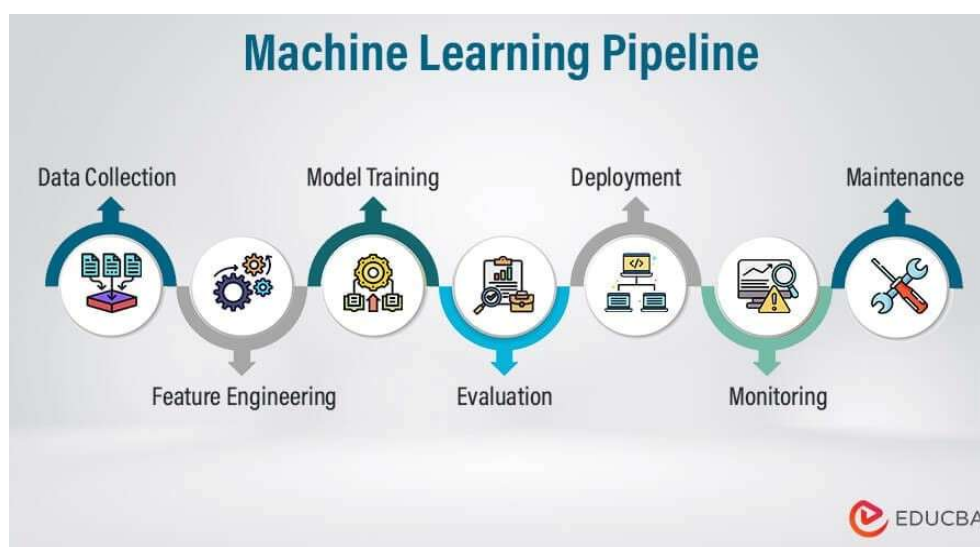 Machine Learning Pipeline
Data Collection
Model Training
Deployment
Maintenance
</>
Feature Engineering
Evaluation
Monitoring
EDUCBA